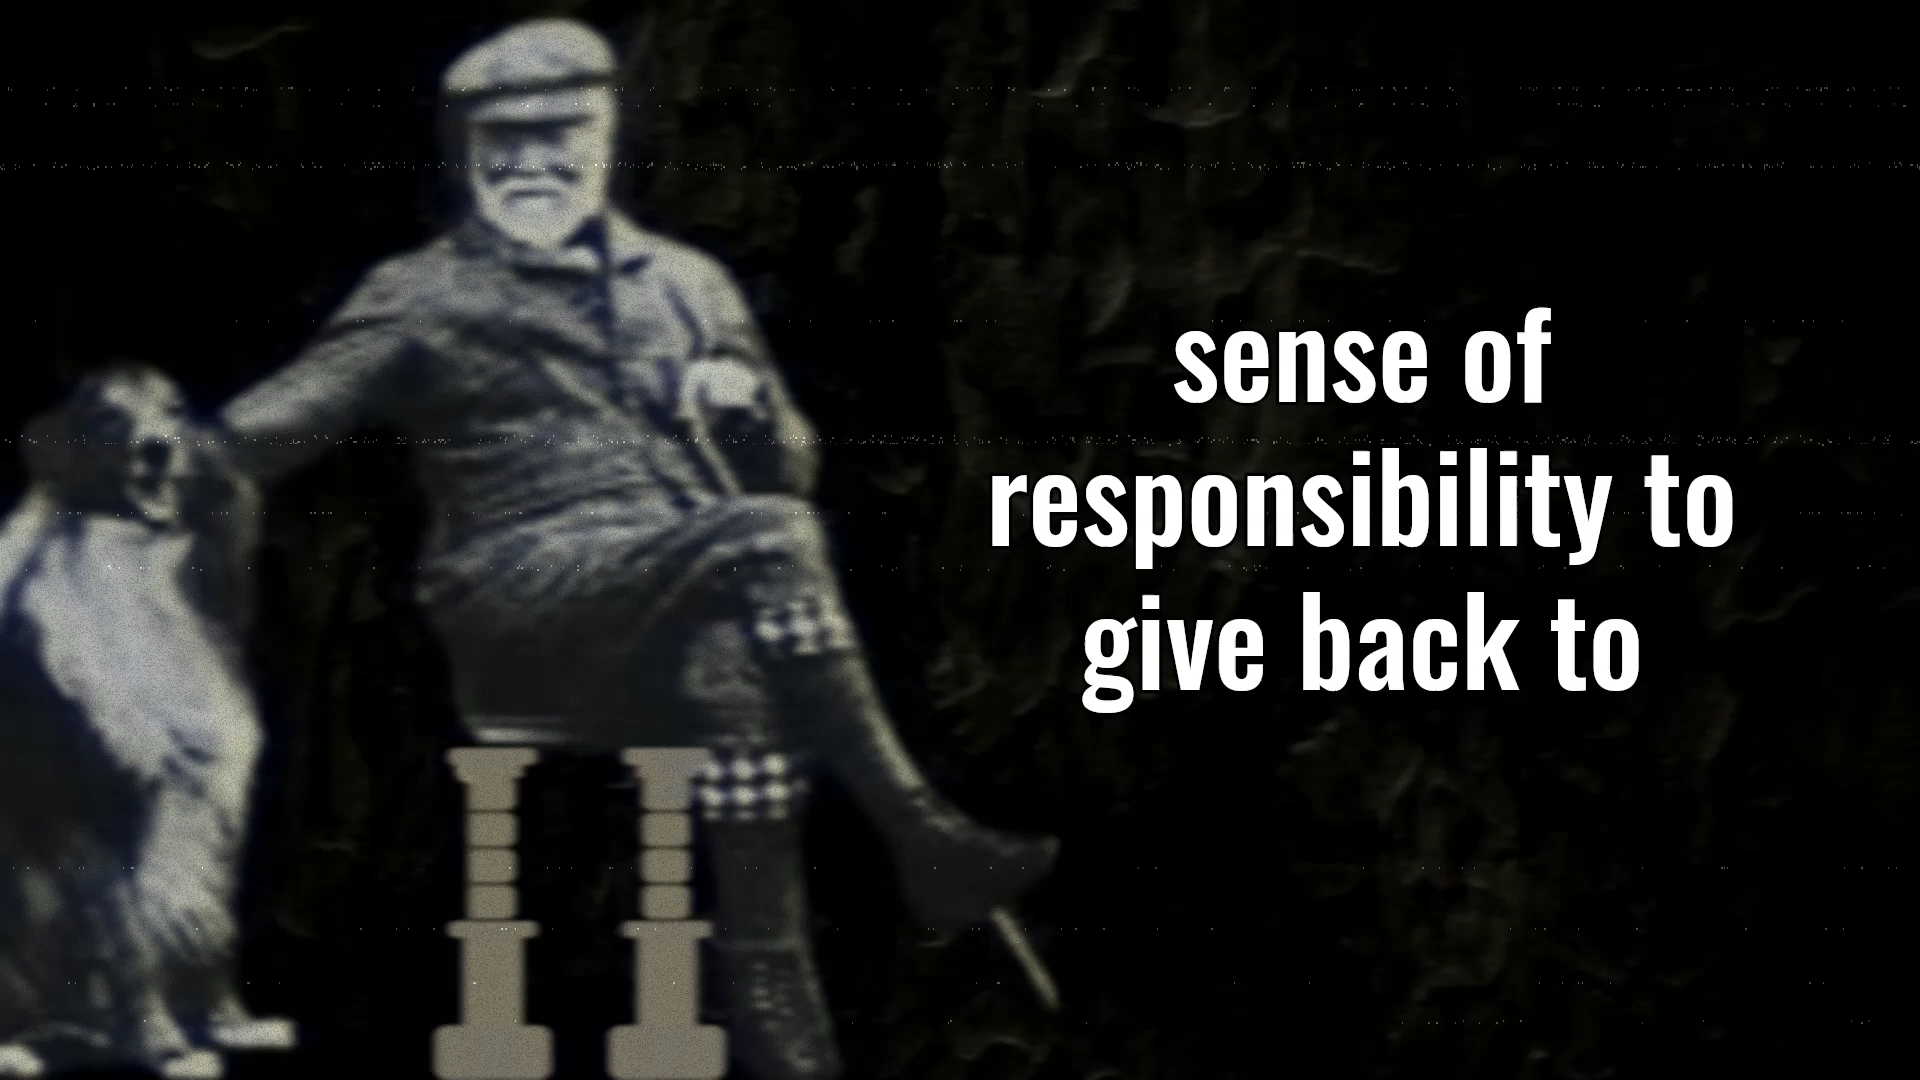 sense of
responsibility to
give back to